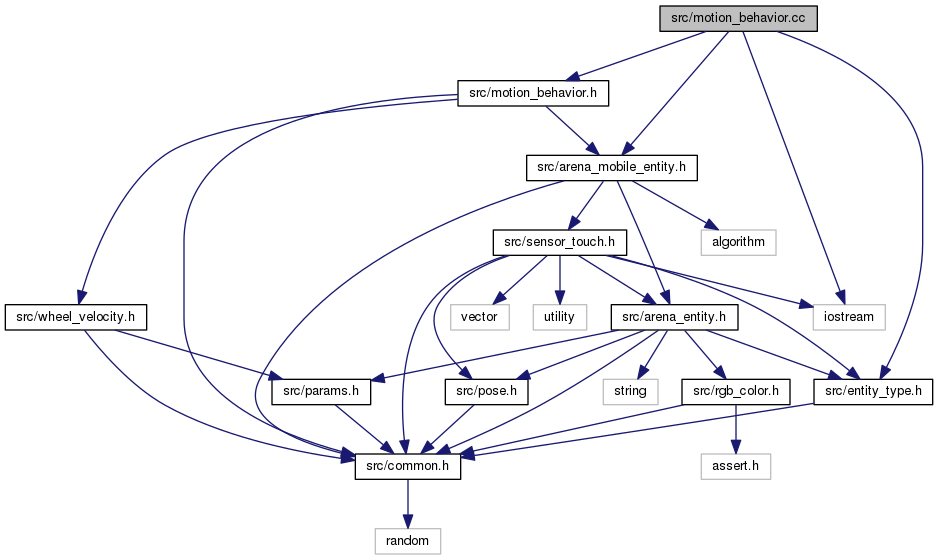 src/motion_behavior.cc
src/motion_behavior.h
src/arena_mobile_entity.h
src/sensor_touch.h
algorithm
src/wheel_velocity.h
vector
utility
src/arena_entity.h
iostream
src/params.h
src/pose.h
string
src/rgb_color.h
src/entity_type.h
src/common.h
assert.h
random